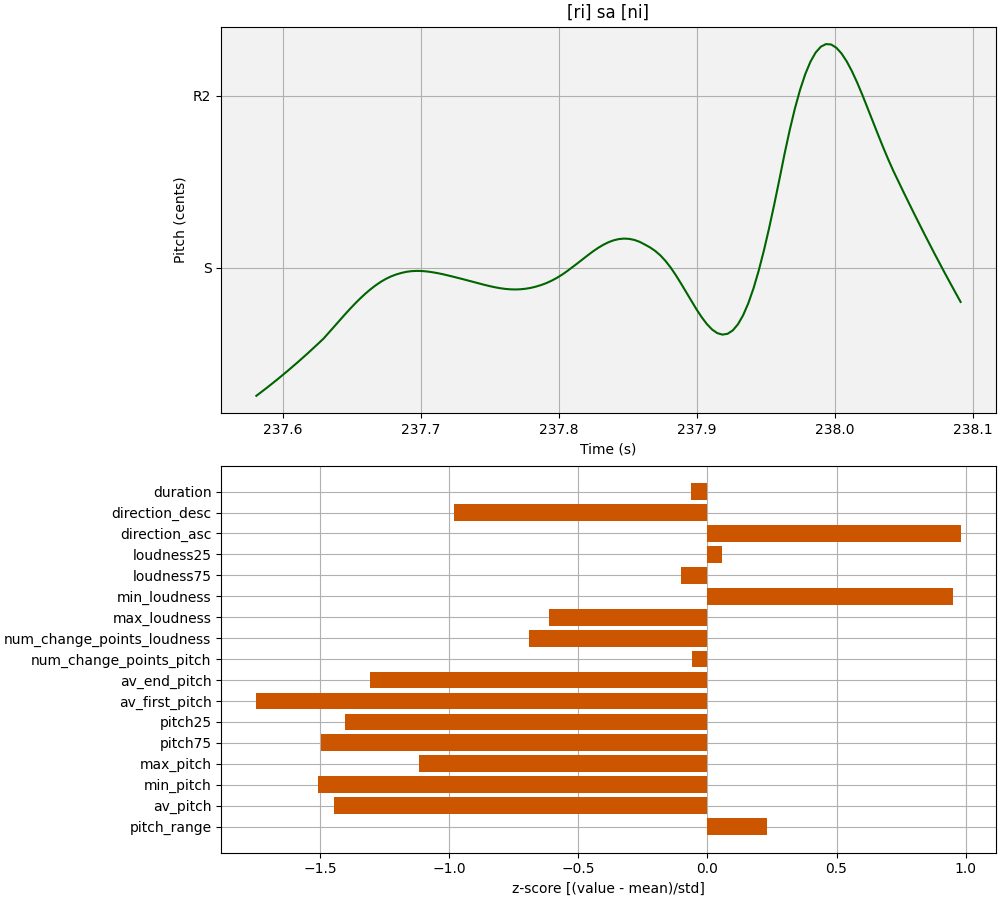 [ri] sa [ni]
R2
S
Pitch (cents)
237.6 237.7 237.8 237.9 238.0 238.1
Time (s)
duration
direction_desc
direction_asc
loudness25
loudness75
min_loudness
max_loudness
num_change_points_loudness
num_change_points_pitch
av_end_pitch
av_first_pitch
pitch25
pitch75
max_pitch
min_pitch
av_pitch
pitch_range
−1.5 −1.0 −0.5 0.0 0.5 1.0
z-score [(value - mean)/std]